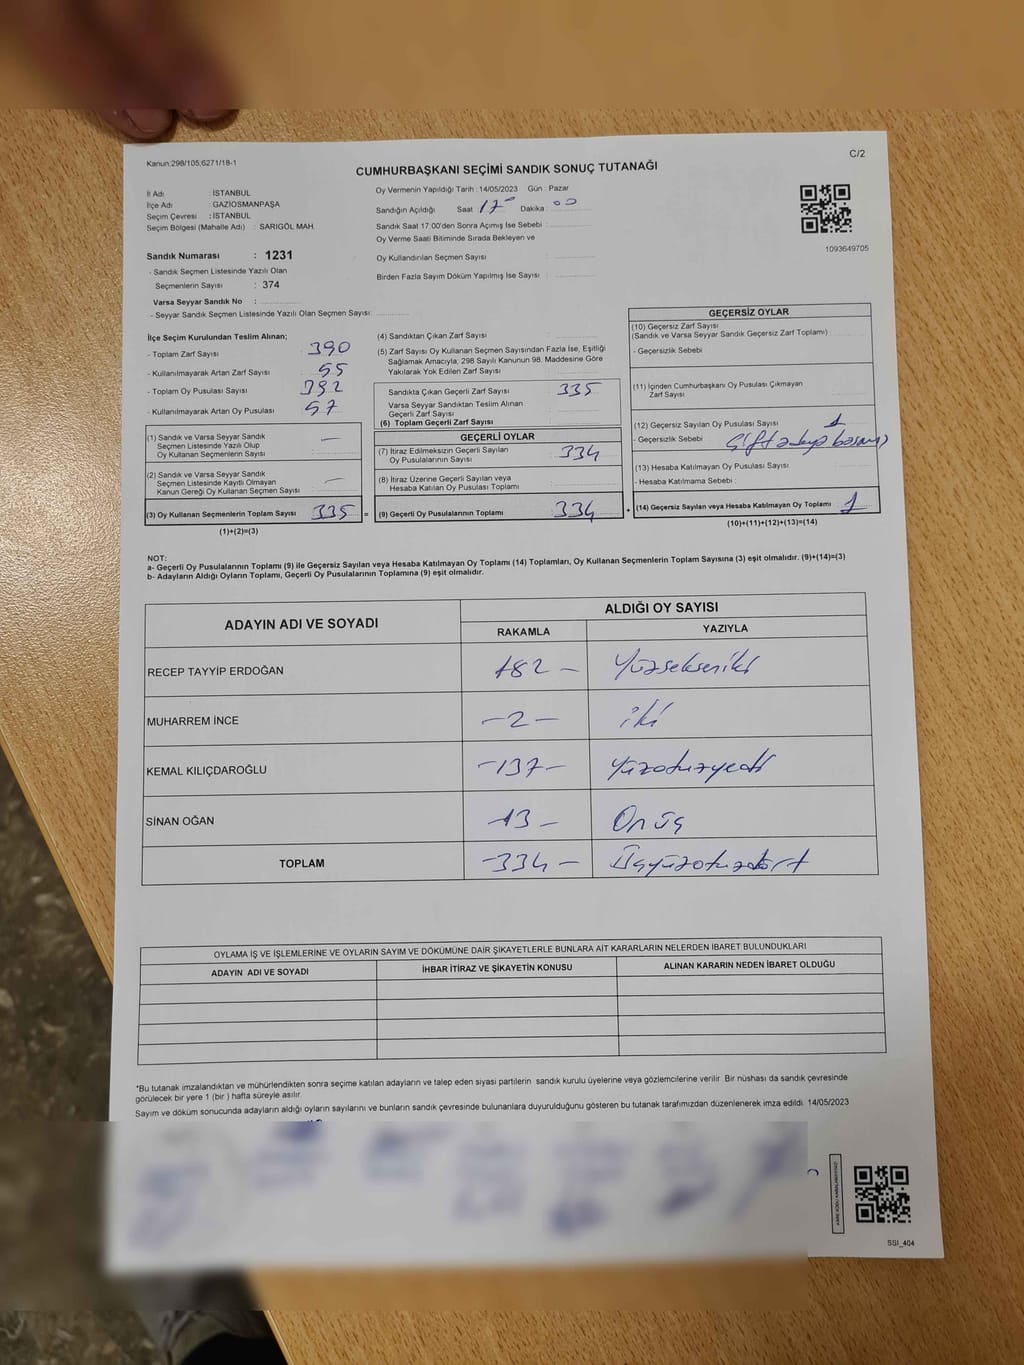 Kanun:298/105;6271/18-1
C/2
CUMHURBAŞKANI SEÇİMİ SANDIK SONUÇ TUTANAĞI
İl Adı : İSTANBUL
İlçe Adı : GAZİOSMANPAŞA
Seçim Çevresi : İSTANBUL
Seçim Bölgesi (Mahalle Adı) : SARIGÖL MAH.
Sandık Numarası : 1231
- Sandık Seçmen Listesinde Yazılı Olan
Seçmenlerin Sayısı : 374
Varsa Seyyar Sandık No :
- Seyyar Sandık Seçmen Listesinde Yazılı Olan Seçmen Sayısı:
Oy Vermenin Yapıldığı Tarih : 14/05/2023 Gün : Pazar
Sandığın Açıldığı Saat 17 Dakika 00
Sandık Saat 17:00'den Sonra Açımış İse Sebebi :
Oy Verme Saati Bitiminde Sırada Bekleyen ve
Oy Kullandırılan Seçmen Sayısı :
Birden Fazla Sayım Döküm Yapılmış İse Sayısı :
1093649705
İlçe Seçim Kurulundan Teslim Alınan;
- Toplam Zarf Sayısı 390
- Kullanılmayarak Artan Zarf Sayısı 55
- Toplam Oy Pusulası Sayısı 392
- Kullanılmayarak Artan Oy Pusulası 57
(1) Sandık ve Varsa Seyyar Sandık
Seçmen Listesinde Yazılı Olup
Oy Kullanan Seçmenlerin Sayısı : —
(2) Sandık ve Varsa Seyyar Sandık
Seçmen Listesinde Kayıtlı Olmayan
Kanun Gereği Oy Kullanan Seçmen Sayısı —
(3) Oy Kullanan Seçmenlerin Toplam Sayısı 335 =
(1)+(2)=(3)
(4) Sandıktan Çıkan Zarf Sayısı :
(5) Zarf Sayısı Oy Kullanan Seçmen Sayısından Fazla İse, Eşitliği
Sağlamak Amacıyla; 298 Sayılı Kanunun 98. Maddesine Göre
Yakılarak Yok Edilen Zarf Sayısı :
Sandıkta Çıkan Geçerli Zarf Sayısı : 335
Varsa Seyyar Sandıktan Teslim Alınan
Geçerli Zarf Sayısı :
(6) Toplam Geçerli Zarf Sayısı :
GEÇERLİ OYLAR
(7) İtiraz Edilmeksizin Geçerli Sayılan
Oy Pusulalarının Sayısı : 334
(8) İtiraz Üzerine Geçerli Sayılan veya
Hesaba Katılan Oy Pusulası Toplamı :
(9) Geçerli Oy Pusulalarının Toplamı : 334 +
GEÇERSİZ OYLAR
(10) Geçersiz Zarf Sayısı
(Sandık ve Varsa Seyyar Sandık Geçersiz Zarf Toplamı)
- Geçersizlik Sebebi :
(11) İçinden Cumhurbaşkanı Oy Pusulası Çıkmayan
Zarf Sayısı :
(12) Geçersiz Sayılan Oy Pusulası Sayısı : 1
- Geçersizlik Sebebi : Çift
(13) Hesaba Katılmayan Oy Pusulası Sayısı :
- Hesaba Katılmama Sebebi :
(14) Geçersiz Sayılan veya Hesaba Katılmayan Oy Toplamı : 1
(10)+(11)+(12)+(13)=(14)
NOT:
a- Geçerli Oy Pusulalarının Toplamı (9) ile Geçersiz Sayılan veya Hesaba Katılmayan Oy Toplamı (14) Toplamları, Oy Kullanan Seçmenlerin Toplam Sayısına (3) eşit olmalıdır. (9)+(14)=(3)
b- Adayların Aldığı Oyların Toplamı, Geçerli Oy Pusulalarının Toplamına (9) eşit olmalıdır.
ADAYIN ADI VE SOYADI
ALDIĞI OY SAYISI
RAKAMLA YAZIYLA
RECEP TAYYİP ERDOĞAN 182 — Yüzsekseniki
MUHARREM İNCE —2— iki
KEMAL KILIÇDAROĞLU —137— Yüzotuzyedi
SİNAN OĞAN 13 — Onüç
TOPLAM —334— Üçyüzotuzdört
OYLAMA İŞ VE İŞLEMLERİNE VE OYLARIN SAYIM VE DÖKÜMÜNE DAİR ŞİKAYETLERLE BUNLARA AİT KARARLARIN NELERDEN İBARET BULUNDUKLARI
ADAYIN ADI VE SOYADI İHBAR İTİRAZ VE ŞİKAYETİN KONUSU ALINAN KARARIN NEDEN İBARET OLDUĞU
*Bu tutanak imzalandıktan ve mühürlendikten sonra seçime katılan adayların ve talep eden siyasi partilerin sandık kurulu üyelerine veya gözlemcilerine verilir. Bir nüshası da sandık çevresinde
görülecek bir yere 1 (bir ) hafta süreyle asılır.
Sayım ve döküm sonucunda adayların aldığı oyların sayılarını ve bunların sandık çevresinde bulunanlara duyurulduğunu gösteren bu tutanak tarafımızdan düzenlenerek imza edildi. 14/05/2023
SSI_404